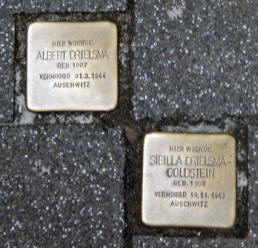 HIER WOONDE
ALBERT DRIELSMA
GEB. 1907
VERMOORD 31.3.1944
AUSCHWITZ
HIER WOONDE
SIBILLA DRIELSMA-
GOLDSTEIN
GEB. 1908
VERMOORD 19.11.1943
AUSCHWITZ